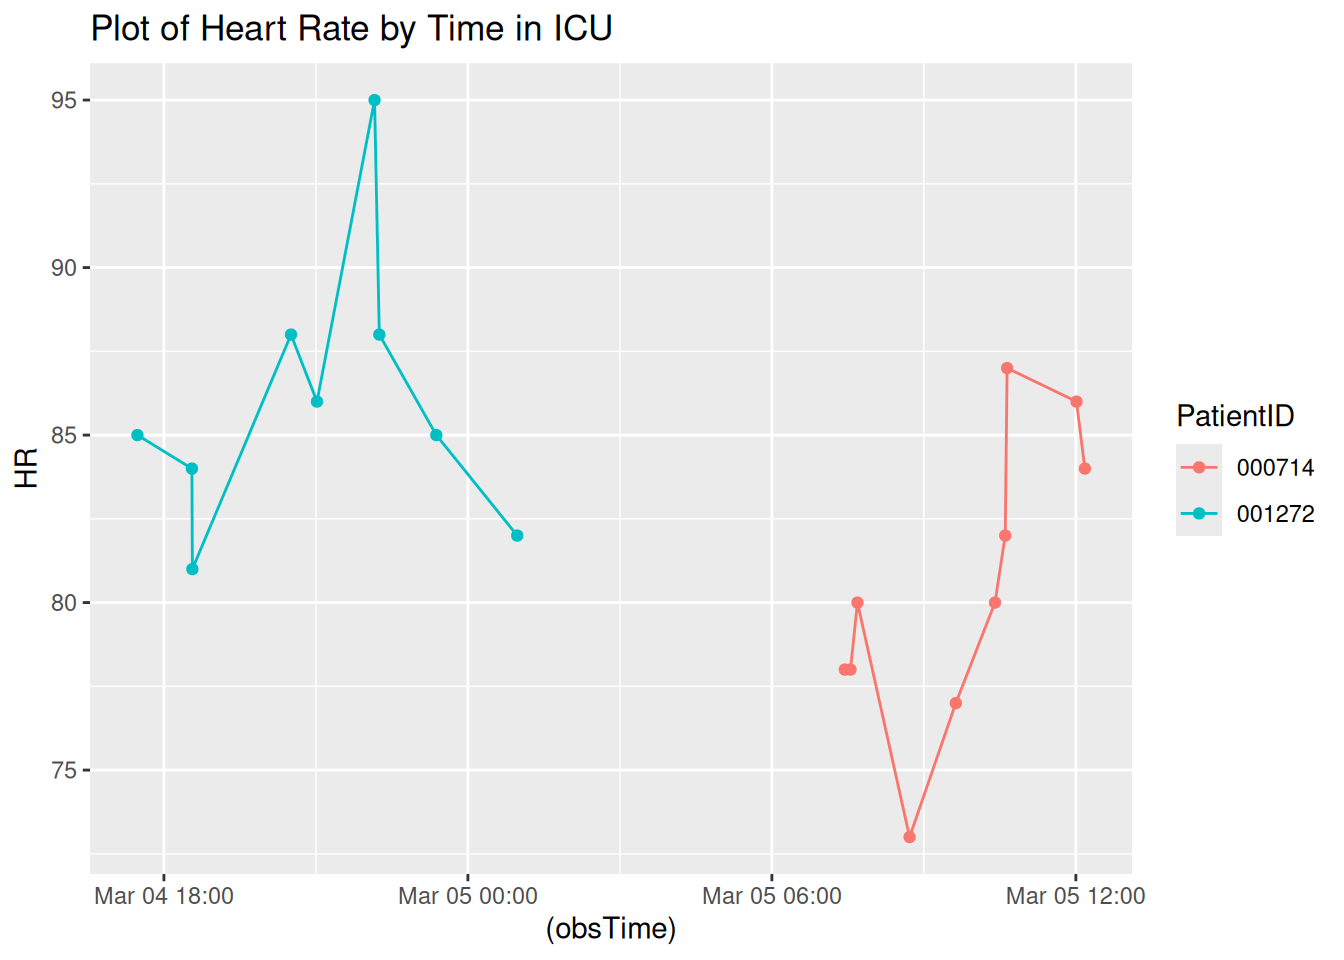 Plot of Heart Rate by Time in ICU
95
90
85
80
75
HR
Mar 04 18:00
Mar 05 00:00
Mar 05 06:00
Mar 05 12:00
(obsTime)
PatientID
000714
001272